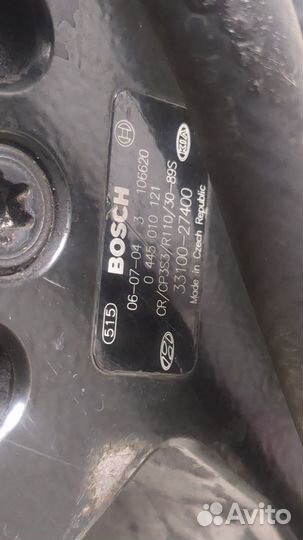 515 BOSCH
06-07-04 3 106620
0 445 010 121
CR/CP3S3/R110/30-89S
33100-27400
Made in Czech Republic
KIA
Avito